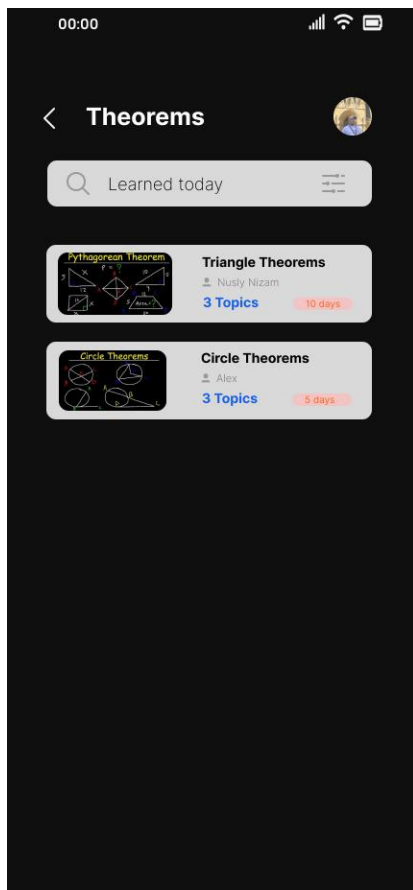 00:00
Theorems
Learned today
Pythagorean Theorem
P = ?
Triangle Theorems
Nusly Nizam
3 Topics
10 days
Circle Theorems
Circle Theorems
Alex
3 Topics
5 days